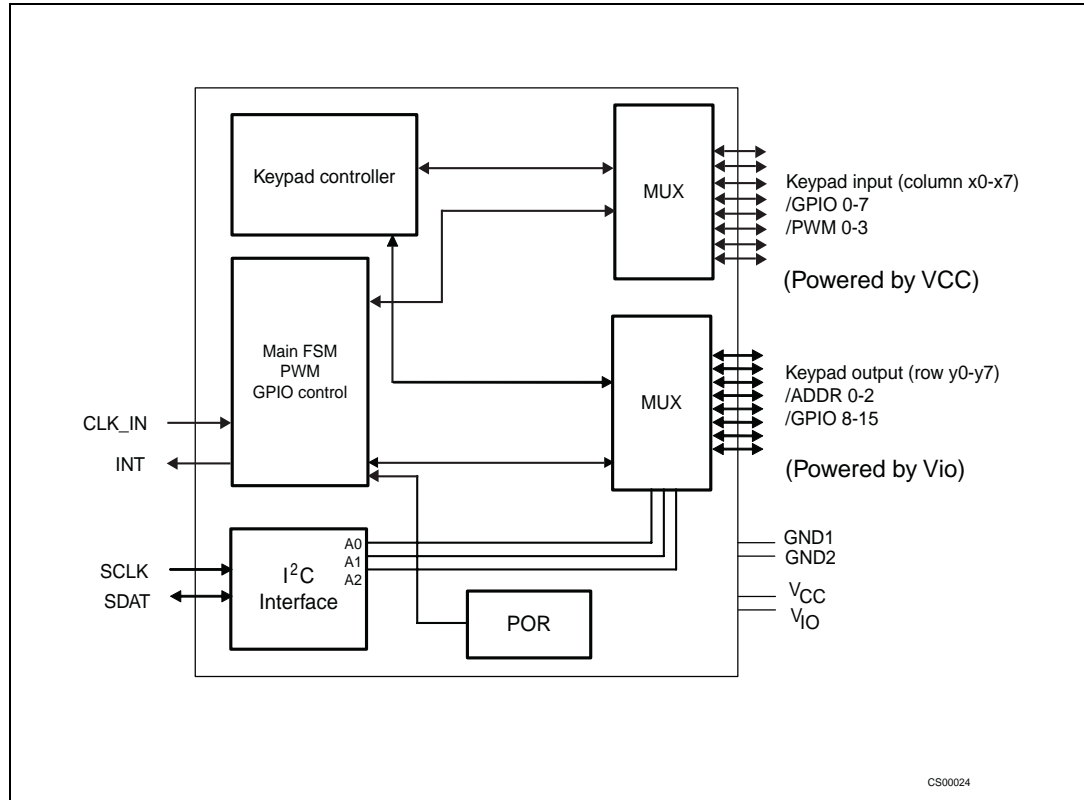 Keypad controller
MUX
Keypad input (column x0-x7)
/GPIO 0-7
/PWM 0-3
(Powered by VCC)
Main FSM
PWM
GPIO control
MUX
Keypad output (row y0-y7)
/ADDR 0-2
/GPIO 8-15
(Powered by Vio)
CLK_IN
INT
SCLK
SDAT
I²C
Interface
A0
A1
A2
POR
GND1
GND2
VCC
VIO
CS00024